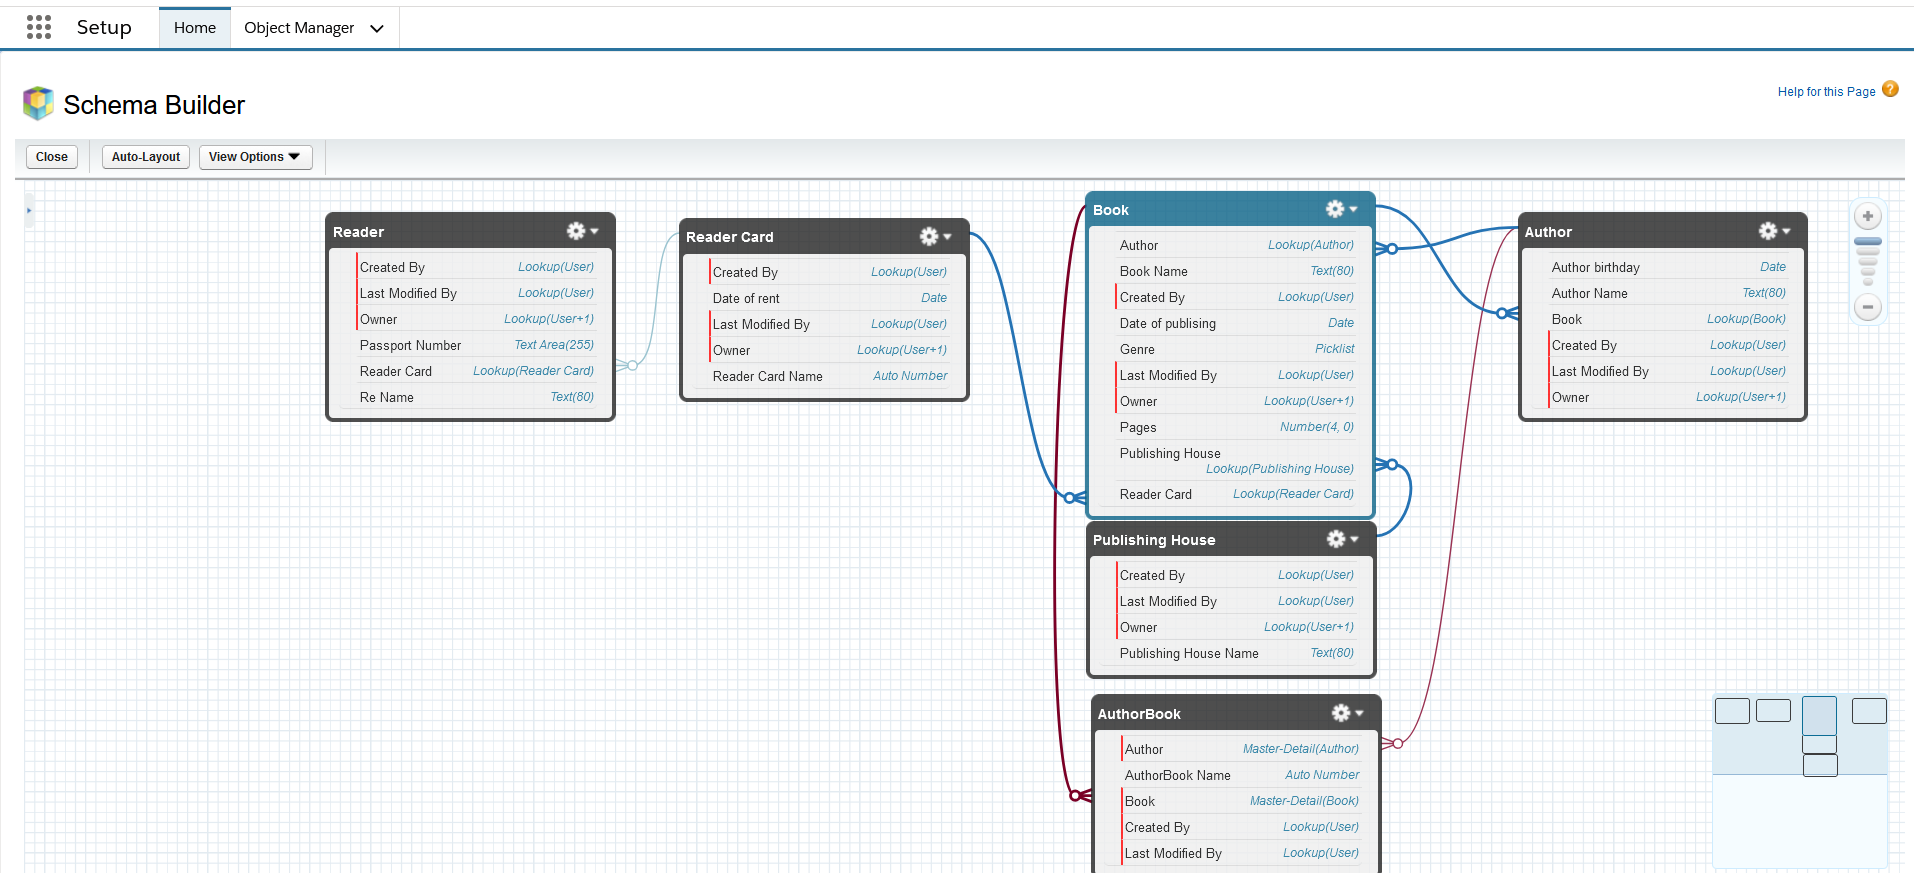 Setup
Home
Object Manager
Schema Builder
Help for this Page ?
Close
Auto-Layout
View Options
Reader
Created By Lookup(User)
Last Modified By Lookup(User)
Owner Lookup(User+1)
Passport Number Text Area(255)
Reader Card Lookup(Reader Card)
Re Name Text(80)
Reader Card
Created By Lookup(User)
Date of rent Date
Last Modified By Lookup(User)
Owner Lookup(User+1)
Reader Card Name Auto Number
Book
Author Lookup(Author)
Book Name Text(80)
Created By Lookup(User)
Date of publising Date
Genre Picklist
Last Modified By Lookup(User)
Owner Lookup(User+1)
Pages Number(4, 0)
Publishing House
Lookup(Publishing House)
Reader Card Lookup(Reader Card)
Publishing House
Created By Lookup(User)
Last Modified By Lookup(User)
Owner Lookup(User+1)
Publishing House Name Text(80)
AuthorBook
Author Master-Detail(Author)
AuthorBook Name Auto Number
Book Master-Detail(Book)
Created By Lookup(User)
Last Modified By Lookup(User)
Author
Author birthday Date
Author Name Text(80)
Book Lookup(Book)
Created By Lookup(User)
Last Modified By Lookup(User)
Owner Lookup(User+1)